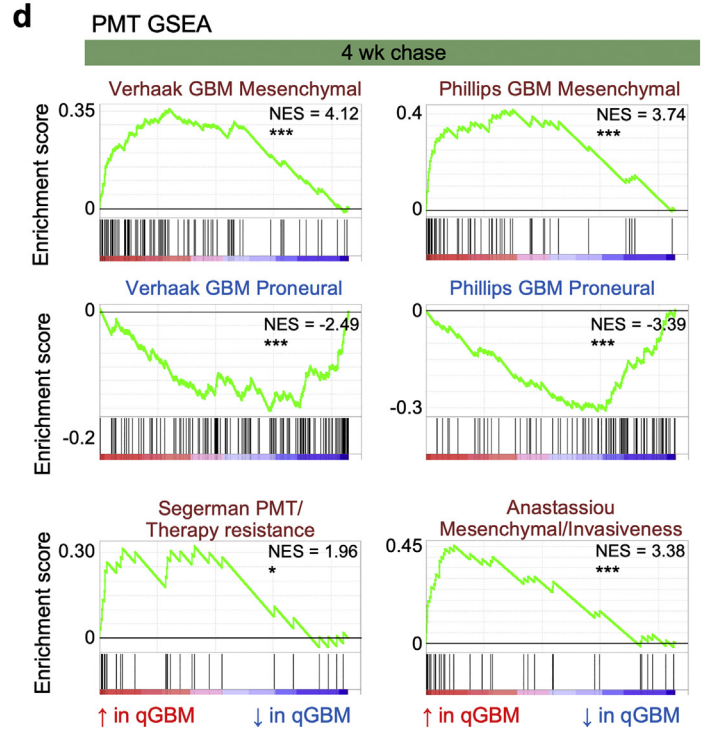 d
PMT GSEA
4 wk chase
Verhaak GBM Mesenchymal
Phillips GBM Mesenchymal
Enrichment score
0.35
0
NES = 4.12
***
0.4
0
NES = 3.74
***
Verhaak GBM Proneural
Phillips GBM Proneural
Enrichment score
0
-0.2
NES = -2.49
***
0
-0.3
NES = -3.39
***
Segerman PMT/
Therapy resistance
Anastassiou
Mesenchymal/Invasiveness
Enrichment score
0.30
0
NES = 1.96
*
0.45
0
NES = 3.38
***
↑ in qGBM
↓ in qGBM
↑ in qGBM
↓ in qGBM